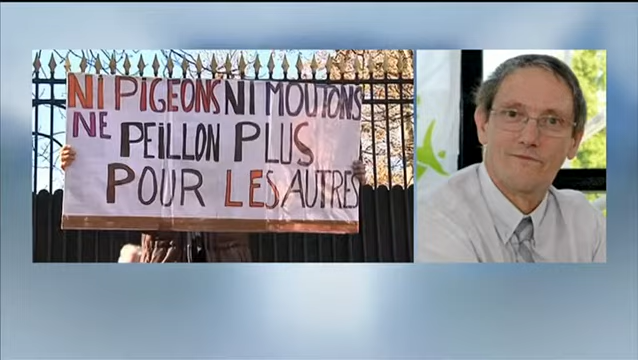 NI PIGEONS NI MOUTONS
NE PEILLON PLUS
POUR LES AUTRES